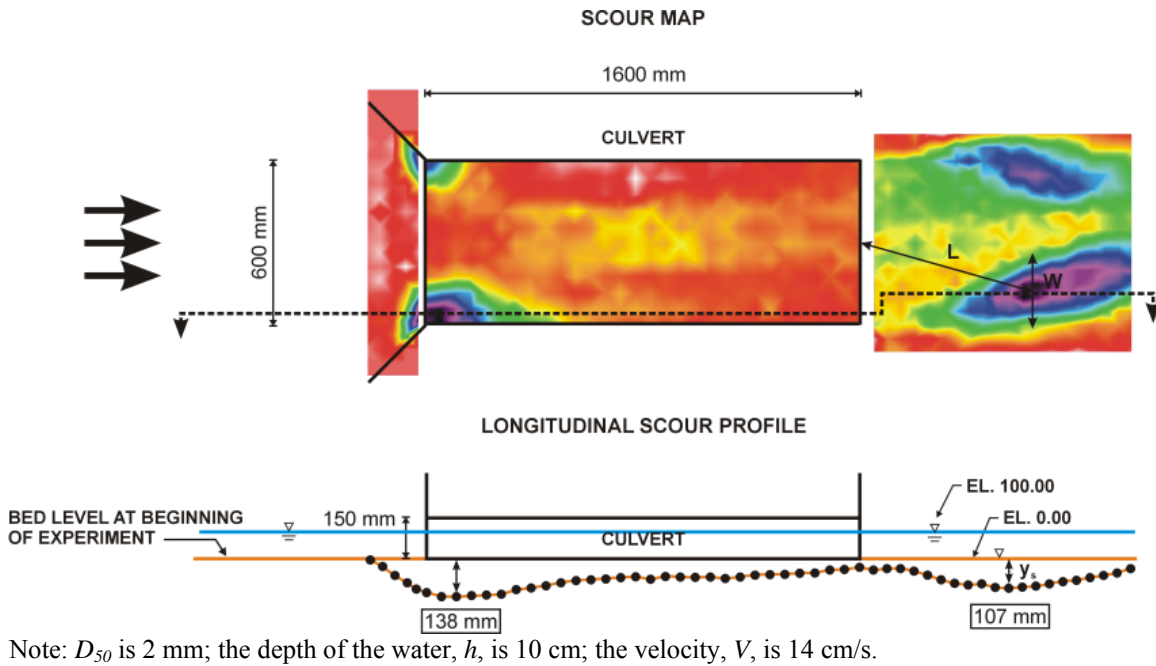 SCOUR MAP
1600 mm
CULVERT
600 mm
L
W
LONGITUDINAL SCOUR PROFILE
EL. 100.00
BED LEVEL AT BEGINNING
OF EXPERIMENT
150 mm
EL. 0.00
CULVERT
ys
138 mm
107 mm
Note: D50 is 2 mm; the depth of the water, h, is 10 cm; the velocity, V, is 14 cm/s.